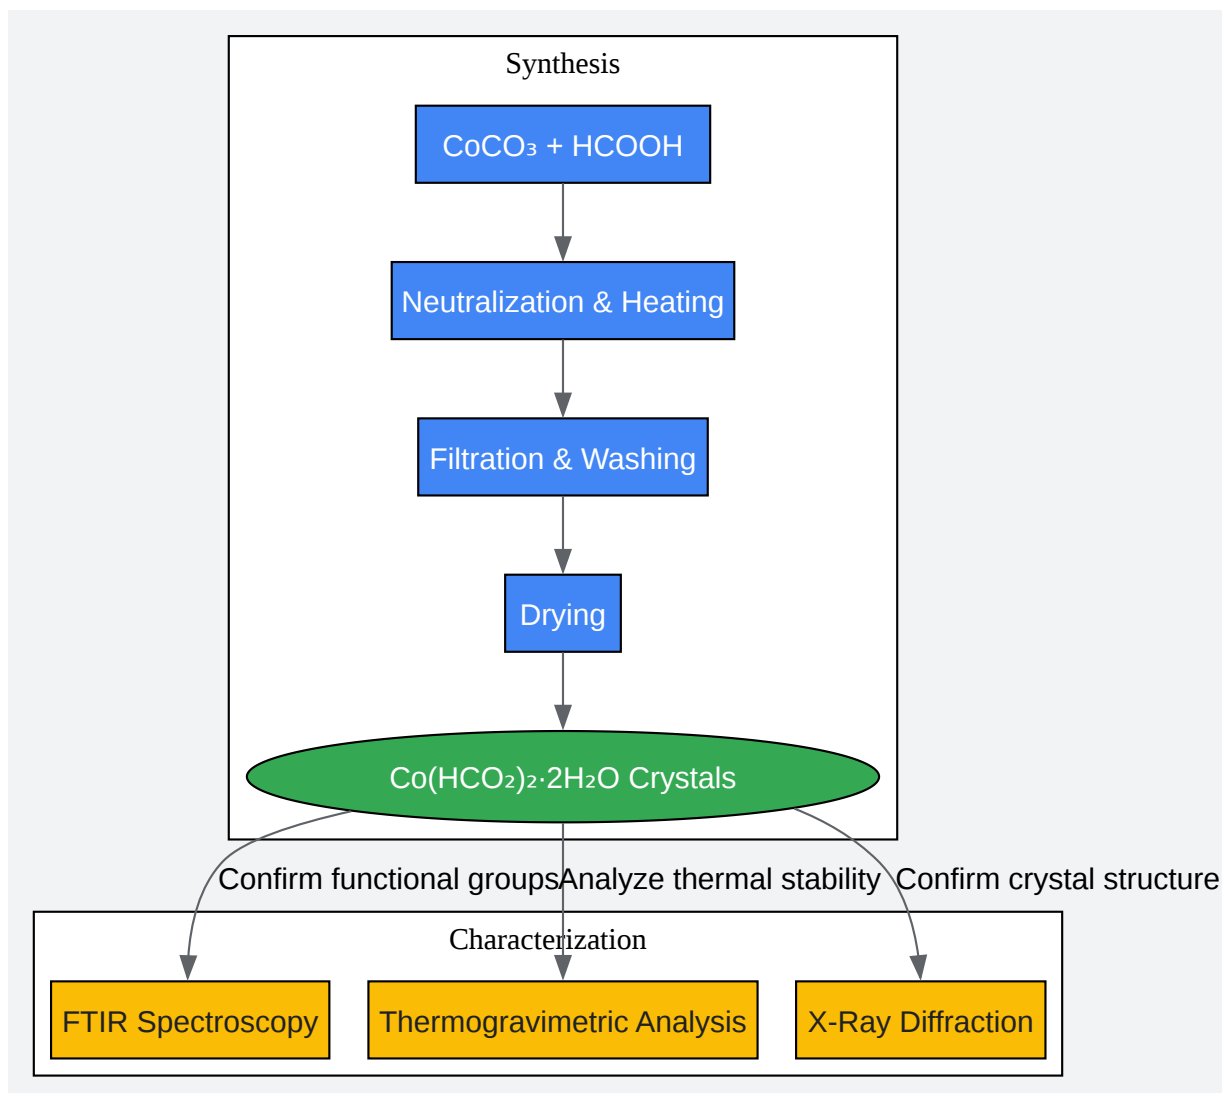 Synthesis
CoCO₃ + HCOOH
Neutralization & Heating
Filtration & Washing
Drying
Co(HCO₂)₂·2H₂O Crystals
Confirm functional groups
Analyze thermal stability
Confirm crystal structure
Characterization
FTIR Spectroscopy
Thermogravimetric Analysis
X-Ray Diffraction